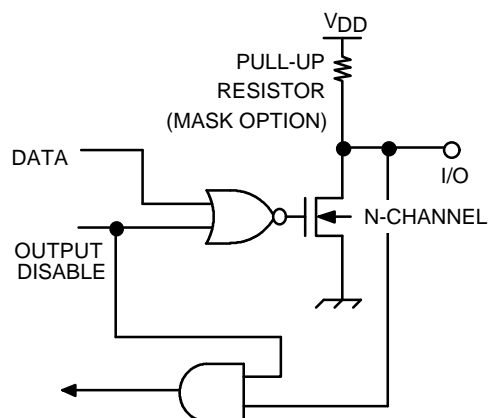 VDD
PULL-UP
RESISTOR
(MASK OPTION)
DATA
I/O
N-CHANNEL
OUTPUT
DISABLE